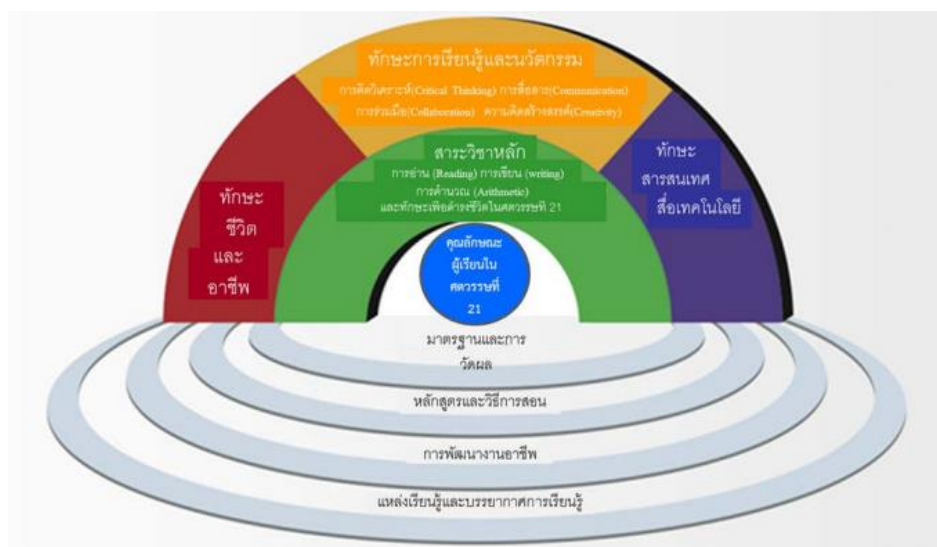 ทักษะการเรียนรู้และนวัตกรรม
การคิดวิเคราะห์(Critical Thinking) การสื่อสาร(Communication)
การร่วมมือ(Collaboration) ความคิดสร้างสรรค์(Creativity)
สาระวิชาหลัก
การอ่าน (Reading) การเขียน (writing)
การคำนวณ (Arithmetic)
และทักษะเพื่อดำรงชีวิตในศตวรรษที่ 21
ทักษะ
ชีวิต
และ
อาชีพ
ทักษะ
สารสนเทศ
สื่อเทคโนโลยี
คุณลักษณะ
ผู้เรียนใน
ศตวรรษที่
21
มาตรฐานและการ
วัดผล
หลักสูตรและวิธีการสอน
การพัฒนางานอาชีพ
แหล่งเรียนรู้และบรรยากาศการเรียนรู้